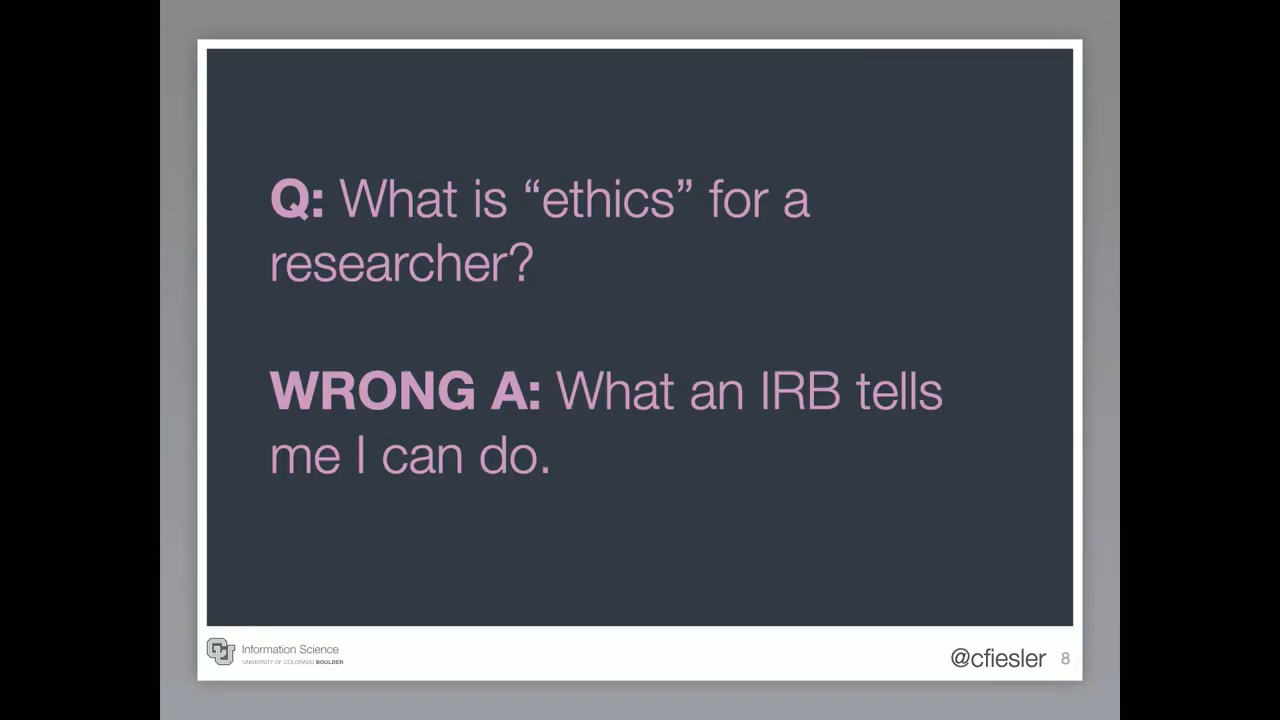 Q: What is “ethics” for a
researcher?
WRONG A: What an IRB tells
me I can do.
CU
Information Science
UNIVERSITY OF COLORADO BOULDER
@cfiesler
8